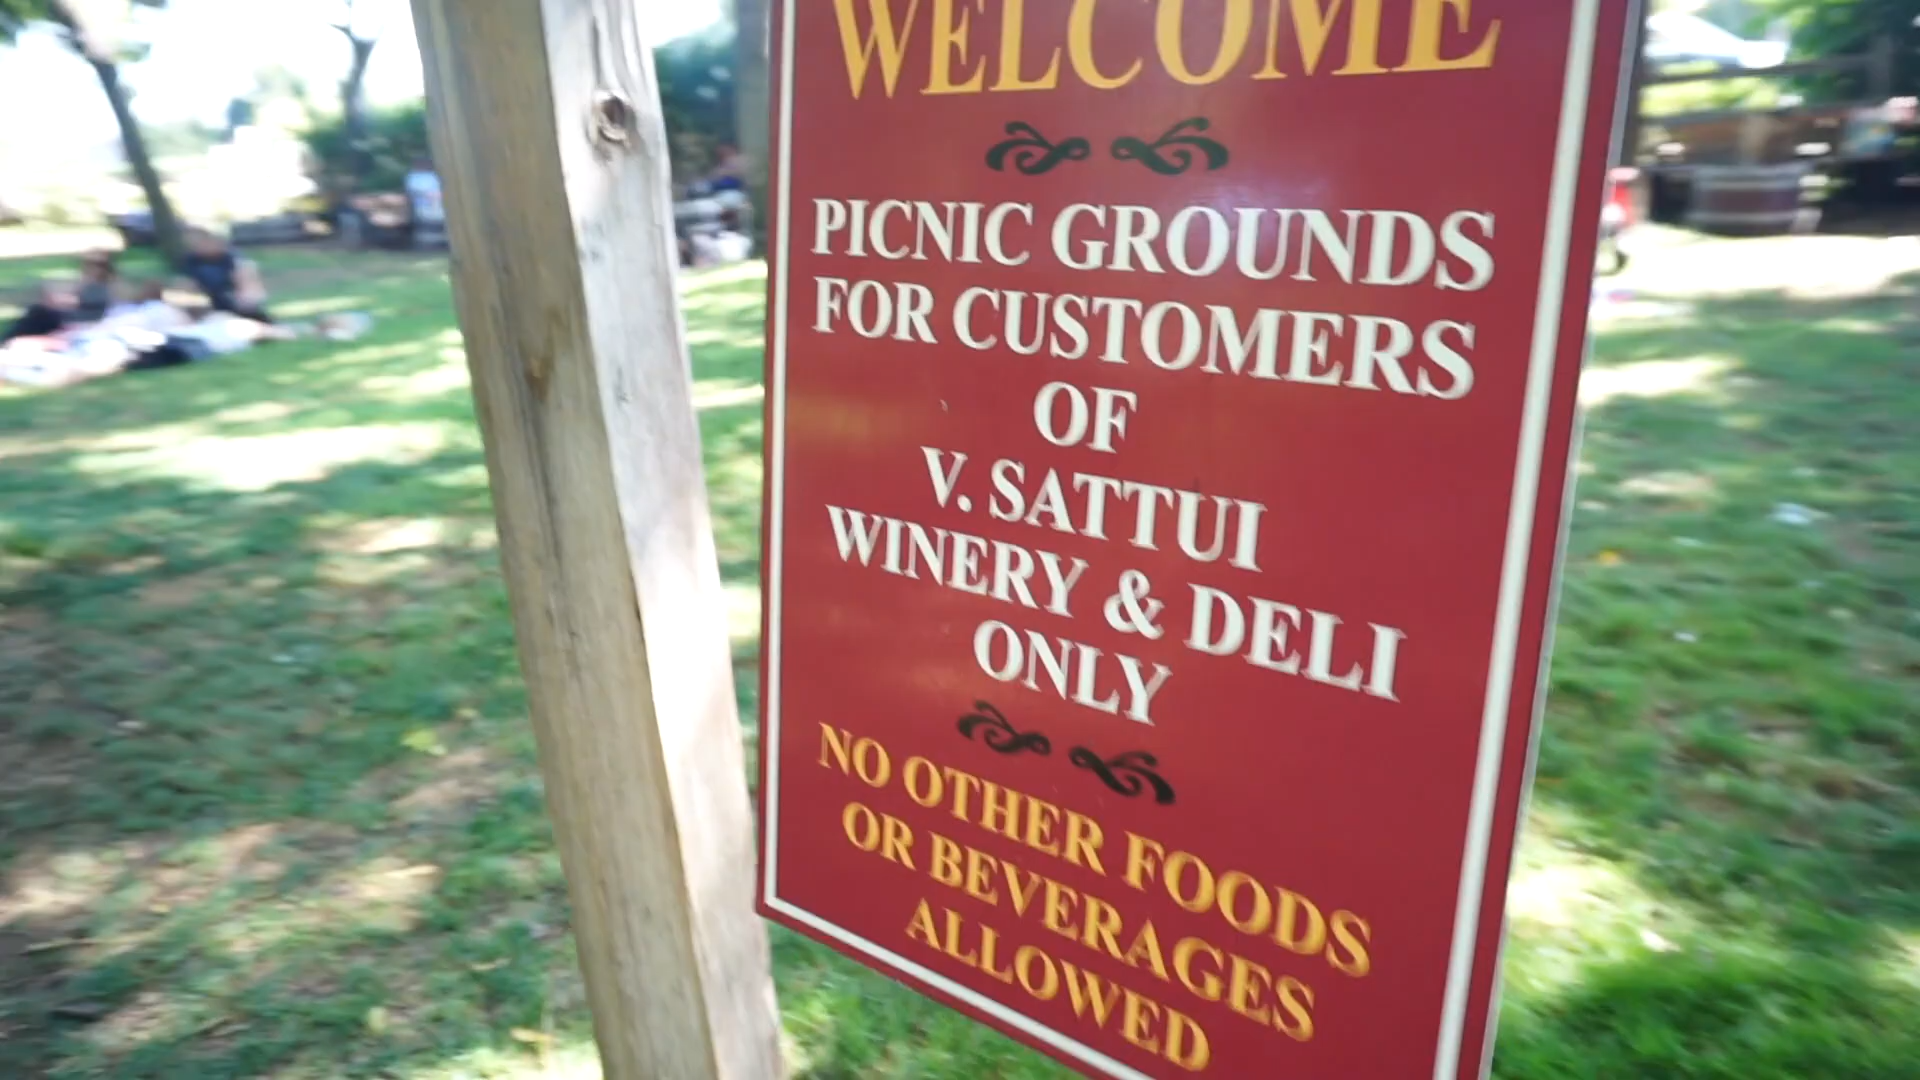 WELCOME
PICNIC GROUNDS
FOR CUSTOMERS
OF
V. SATTUI
WINERY & DELI
ONLY
NO OTHER FOODS
OR BEVERAGES
ALLOWED